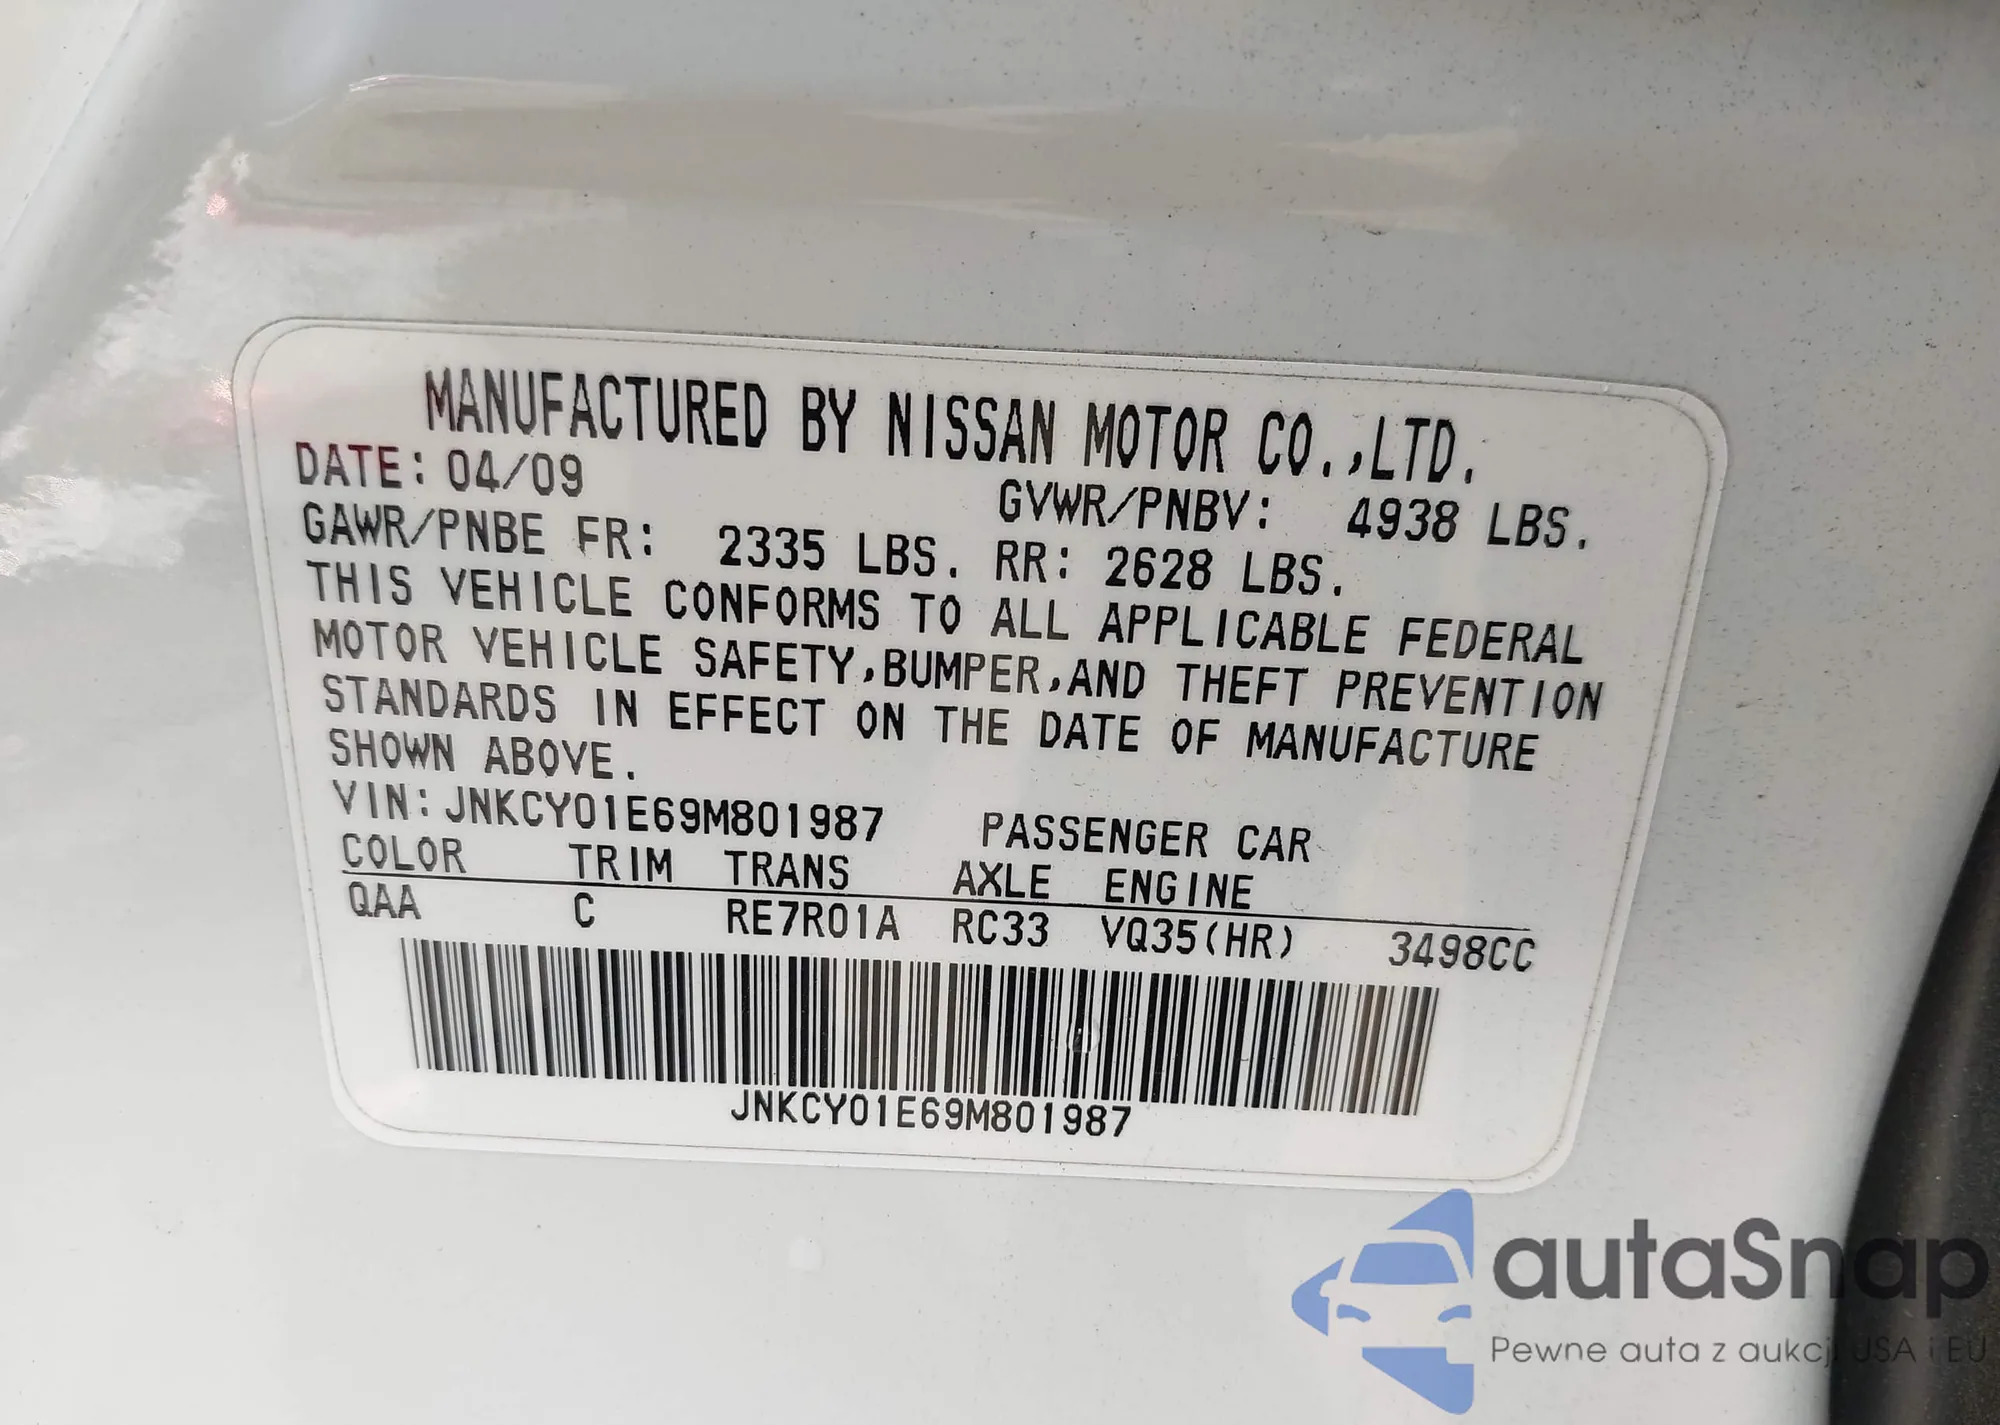 MANUFACTURED BY NISSAN MOTOR CO.,LTD.
DATE: 04/09 GVWR/PNBV: 4938 LBS.
GAWR/PNBE FR: 2335 LBS. RR: 2628 LBS.
THIS VEHICLE CONFORMS TO ALL APPLICABLE FEDERAL
MOTOR VEHICLE SAFETY,BUMPER,AND THEFT PREVENTION
STANDARDS IN EFFECT ON THE DATE OF MANUFACTURE
SHOWN ABOVE.
VIN: JNKCY01E69M801987 PASSENGER CAR
COLOR TRIM TRANS AXLE ENGINE
QAA C RE7R01A RC33 VQ35(HR) 3498CC
JNKCY01E69M801987
autaSnap
Pewne auta z aukcji USA i EU